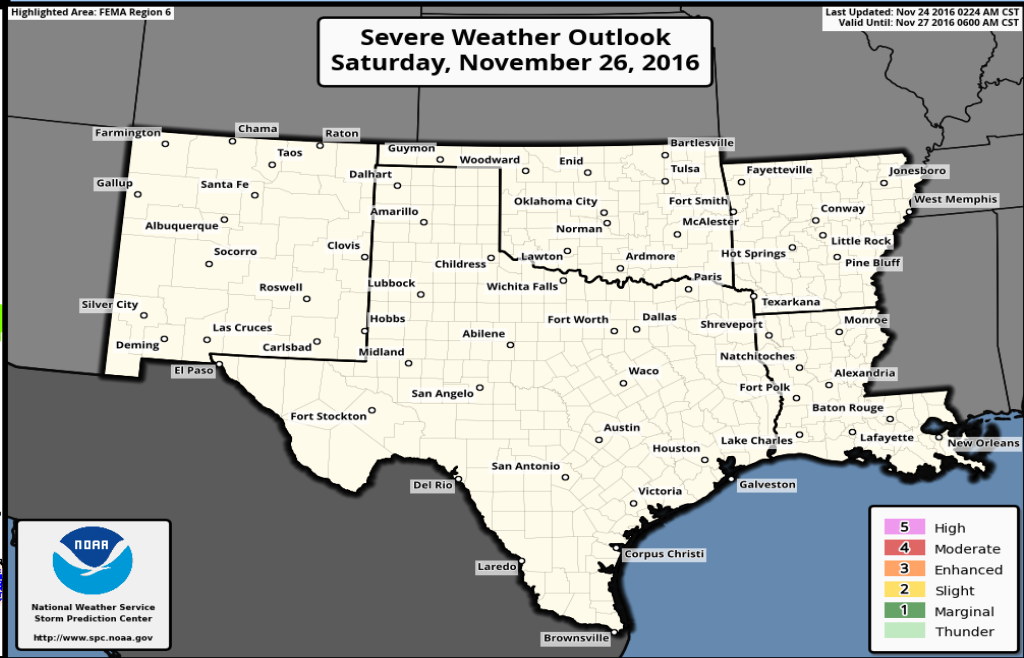 Highlighted Area: FEMA Region 6
Last Updated: Nov 24 2016 0224 AM CST
Valid Until: Nov 27 2016 0600 AM CST
Severe Weather Outlook
Saturday, November 26, 2016
Farmington
Chama
Raton
Taos
Guymon
Woodward
Enid
Bartlesville
Tulsa
Fayetteville
Jonesboro
Gallup
Santa Fe
Dalhart
Amarillo
Oklahoma City
Fort Smith
West Memphis
Albuquerque
Norman
McAlester
Conway
Little Rock
Socorro
Clovis
Childress
Lawton
Ardmore
Hot Springs
Pine Bluff
Roswell
Lubbock
Wichita Falls
Paris
Texarkana
Silver City
Las Cruces
Hobbs
Abilene
Fort Worth
Dallas
Shreveport
Monroe
Deming
Carlsbad
Midland
Natchitoches
El Paso
San Angelo
Waco
Fort Polk
Alexandria
Fort Stockton
Austin
Baton Rouge
Houston
Lake Charles
Lafayette
New Orleans
Del Rio
San Antonio
Victoria
Galveston
Laredo
Corpus Christi
Brownsville
NOAA
National Weather Service
Storm Prediction Center
http://www.spc.noaa.gov
5 High
4 Moderate
3 Enhanced
2 Slight
1 Marginal
Thunder